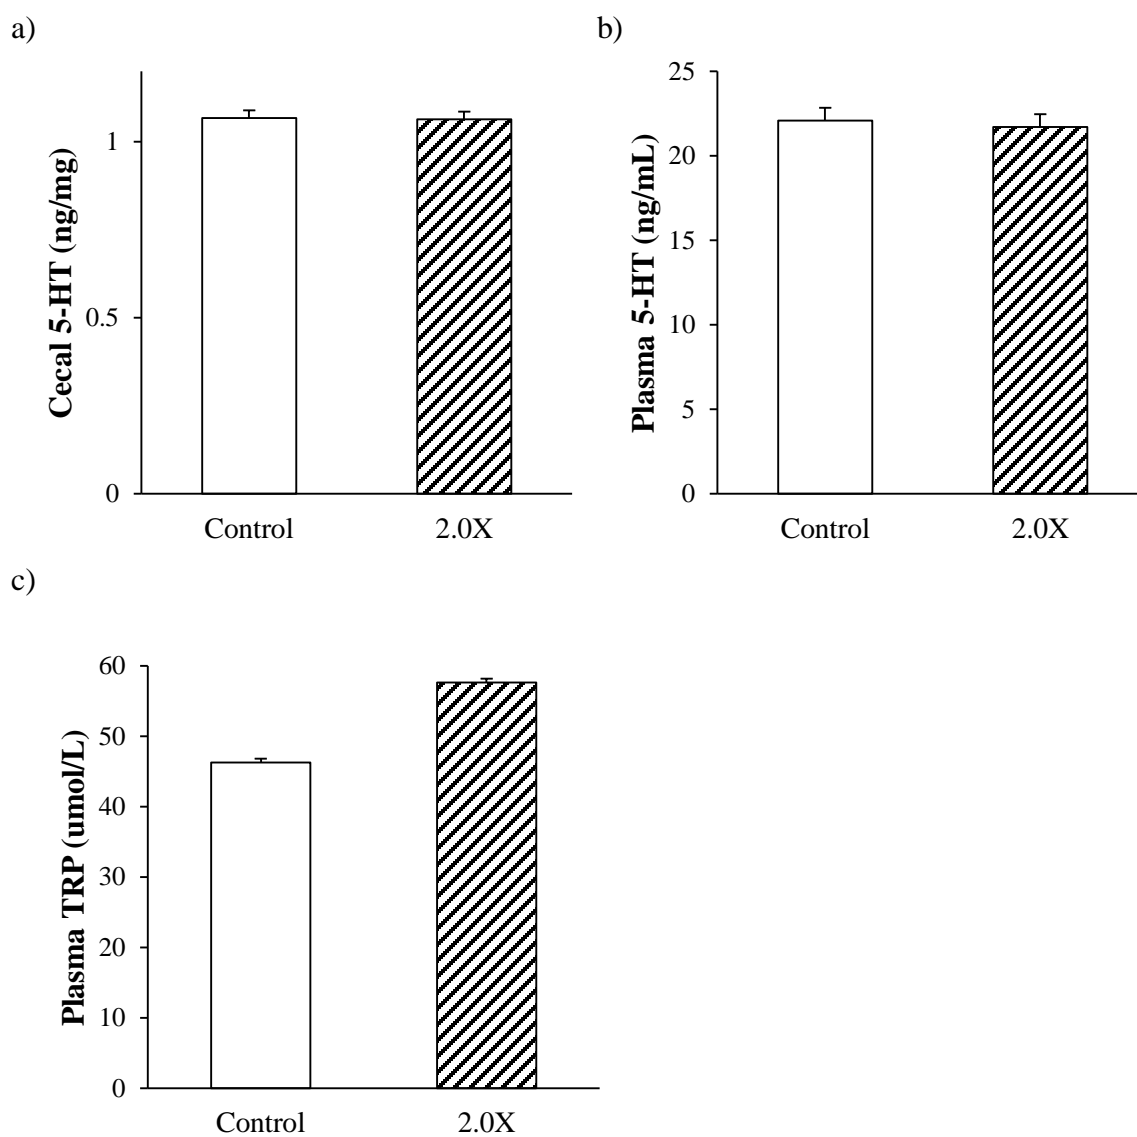 a)
Cecal 5-HT (ng/mg)
1
0.5
0
Control 2.0X
b)
Plasma 5-HT (ng/mL)
25
20
15
10
5
0
Control 2.0X
c)
Plasma TRP (umol/L)
60
50
40
30
20
10
0
Control 2.0X